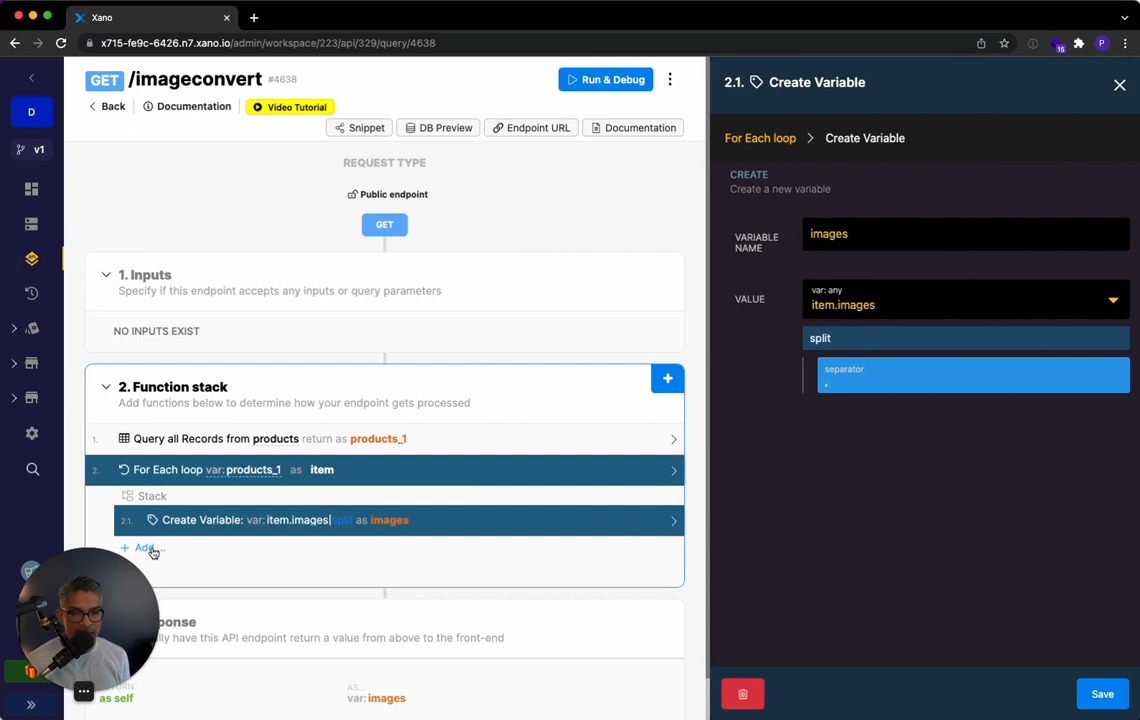 Xano
x715-fe9c-6426.n7.xano.io/admin/workspace/223/api/329/query/4638
15
P
D
v1
GET /imageconvert #4638
Run & Debug
Back
Documentation
Video Tutorial
Snippet
DB Preview
Endpoint URL
Documentation
REQUEST TYPE
Public endpoint
GET
1. Inputs
Specify if this endpoint accepts any inputs or query parameters
NO INPUTS EXIST
2. Function stack
Add functions below to determine how your endpoint gets processed
1. Query all Records from products return as products_1
2. For Each loop var:products_1 as item
Stack
2.1. Create Variable: var:item.images|split as images
+ Add...
ponse
lly have this API endpoint return a value from above to the front-end
AS...
as self
var:images
2.1. Create Variable
For Each loop > Create Variable
CREATE
Create a new variable
VARIABLE NAME
images
VALUE
var: any
item.images
split
separator
,
Save